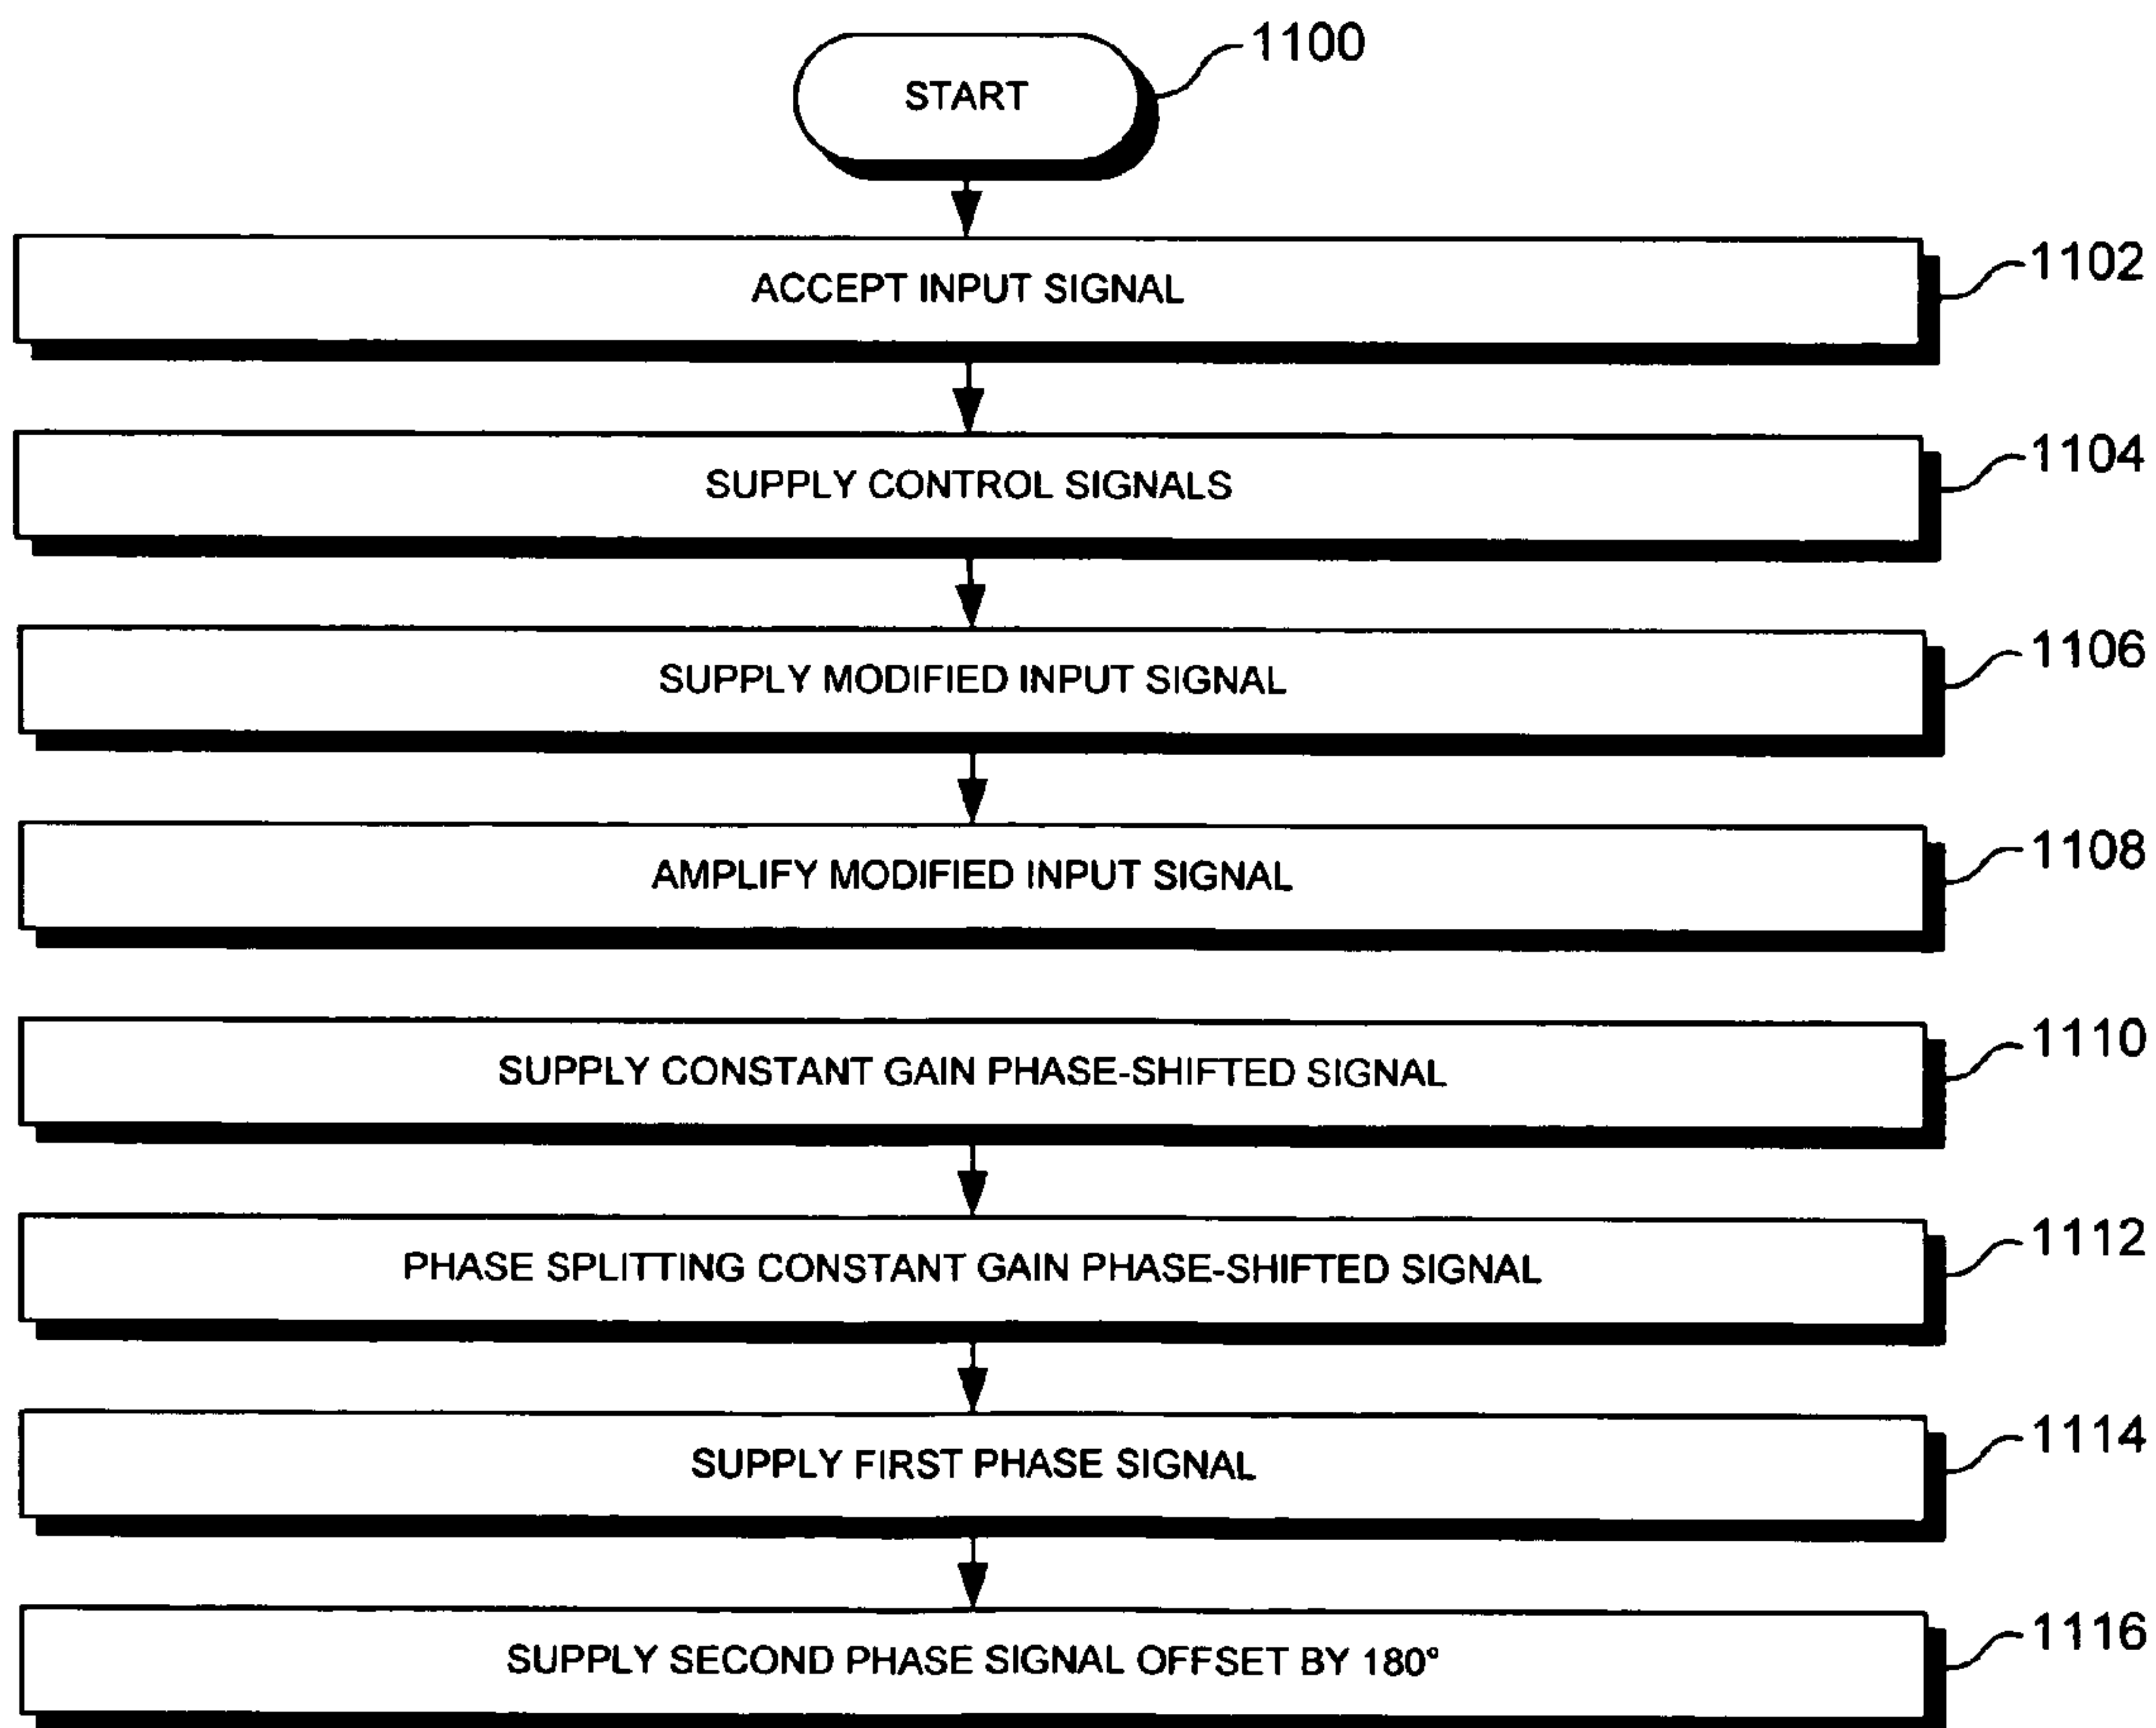 START
1100
ACCEPT INPUT SIGNAL
1102
SUPPLY CONTROL SIGNALS
1104
SUPPLY MODIFIED INPUT SIGNAL
1106
AMPLIFY MODIFIED INPUT SIGNAL
1108
SUPPLY CONSTANT GAIN PHASE-SHIFTED SIGNAL
1110
PHASE SPLITTING CONSTANT GAIN PHASE-SHIFTED SIGNAL
1112
SUPPLY FIRST PHASE SIGNAL
1114
SUPPLY SECOND PHASE SIGNAL OFFSET BY 180°
1116